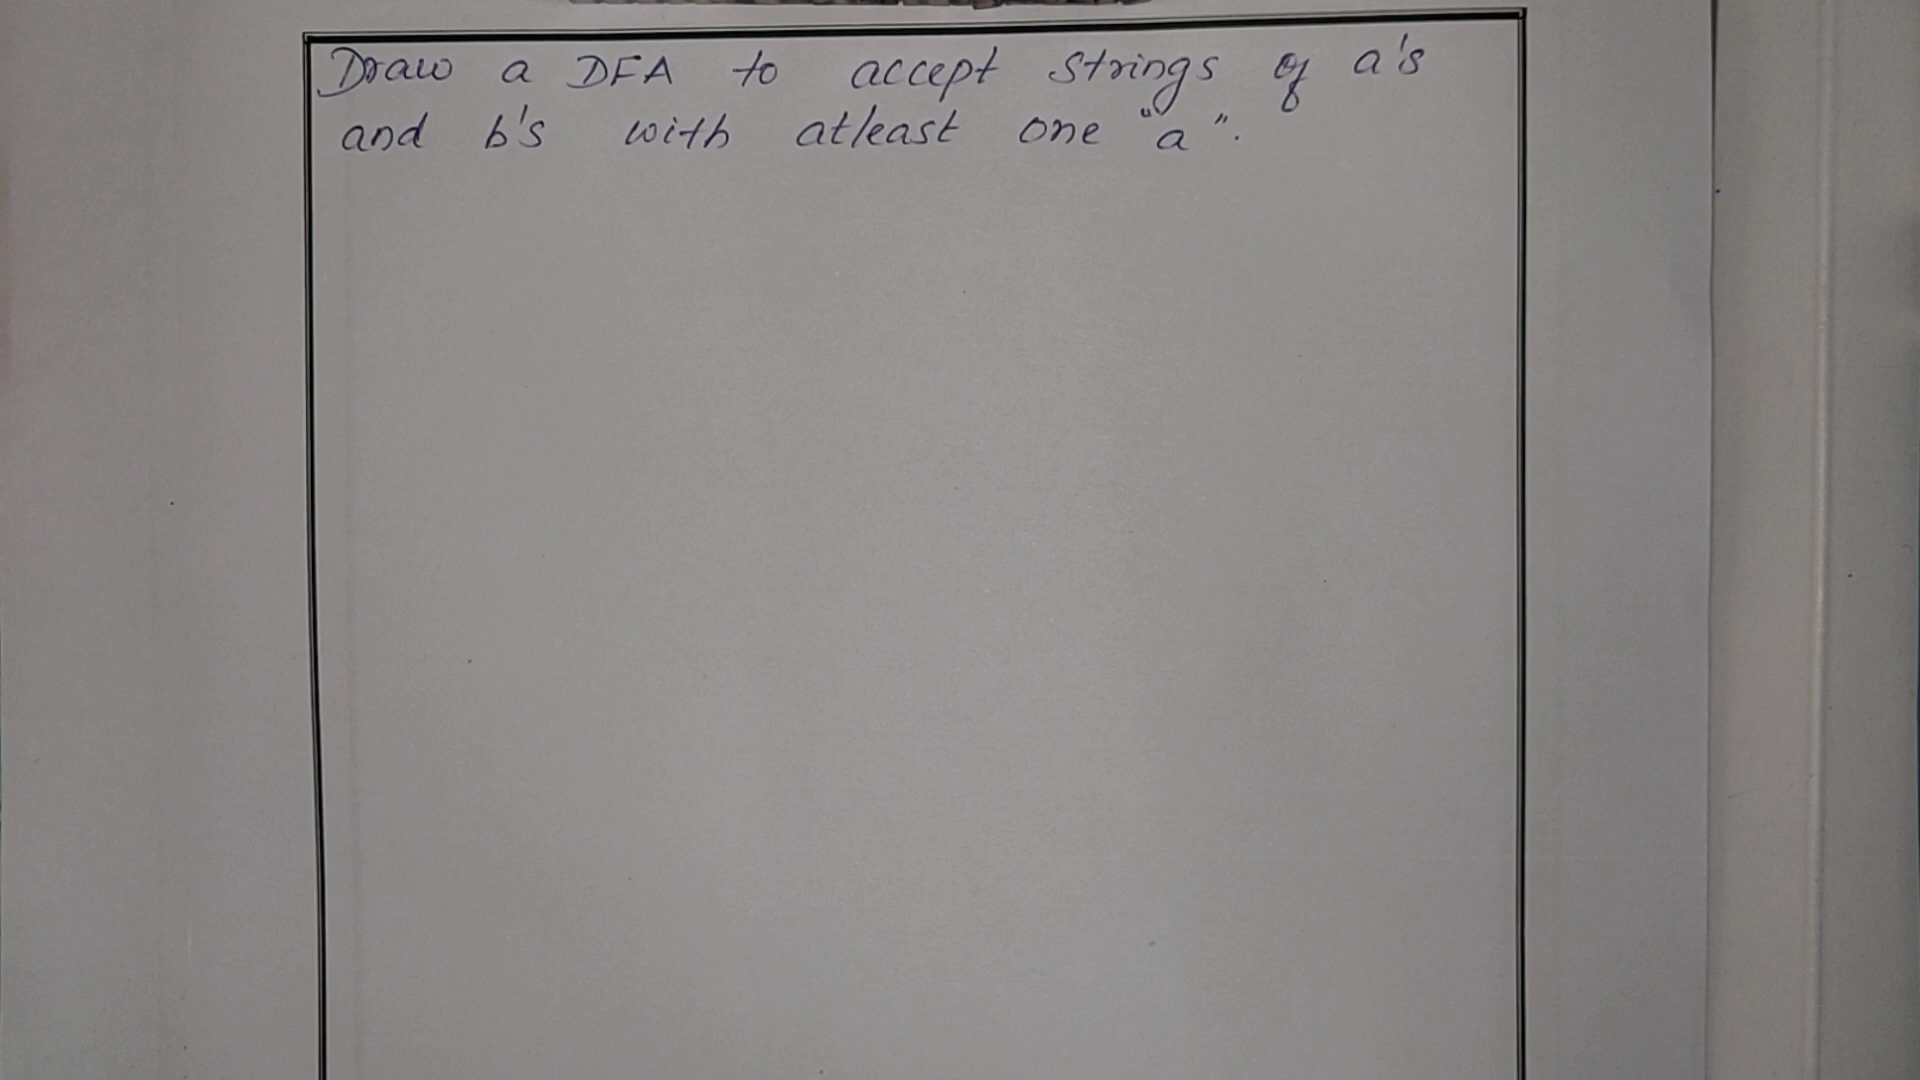 Draw a DFA to accept strings of a's
and b's with atleast one "a".